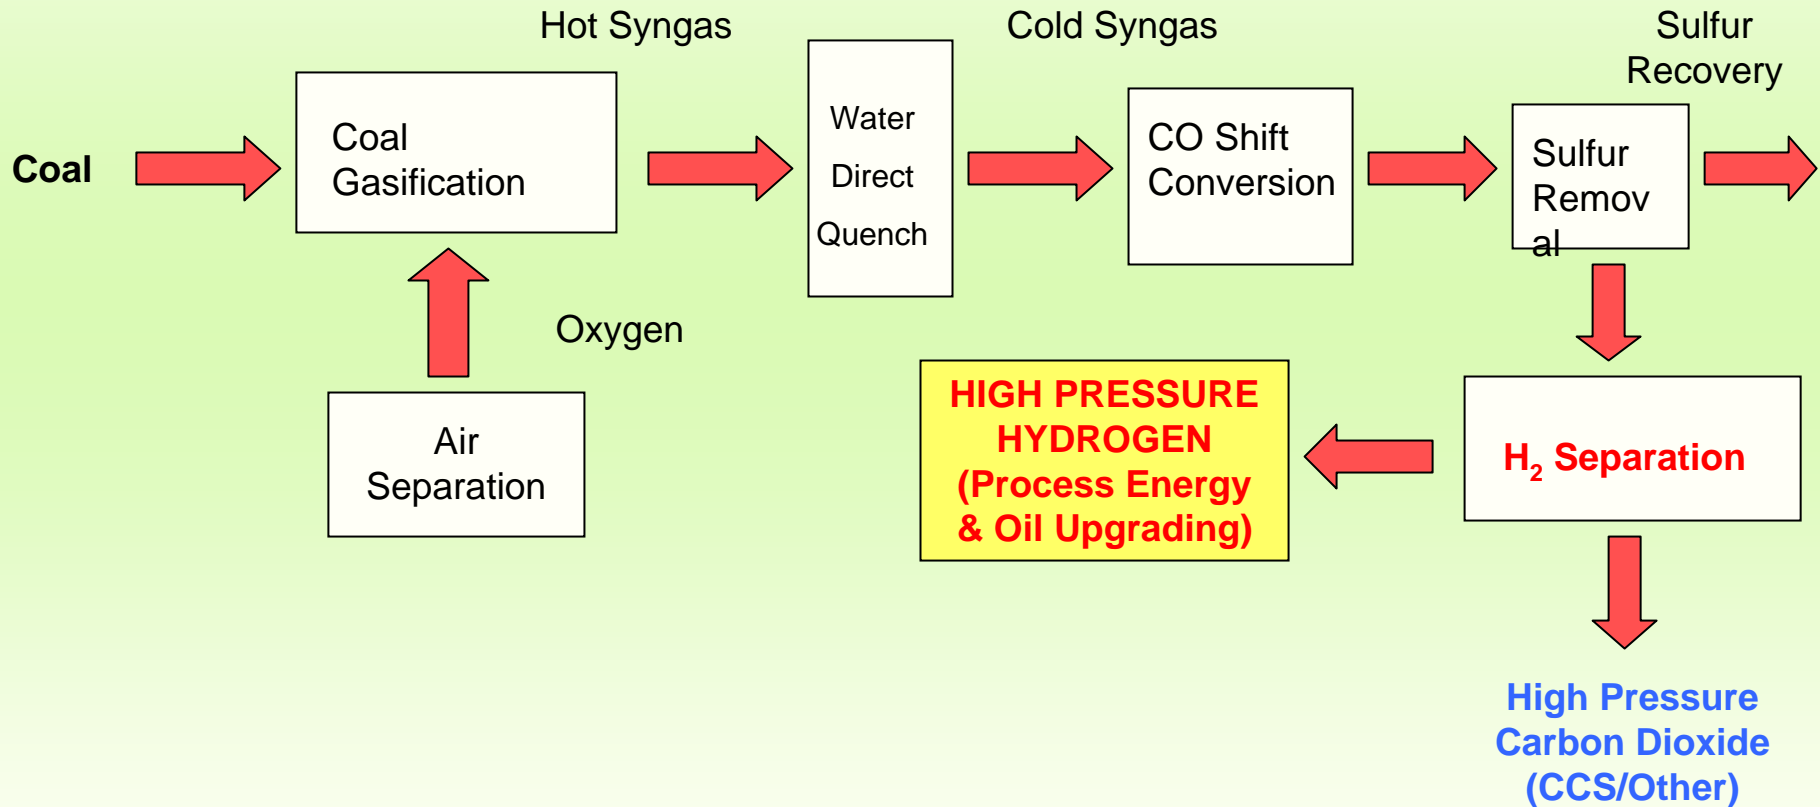 Hot Syngas
Cold Syngas
Sulfur
Recovery
Coal
Coal
Gasification
Water
Direct
Quench
CO Shift
Conversion
Sulfur
Remov
al
Oxygen
Air
Separation
HIGH PRESSURE
HYDROGEN
(Process Energy
& Oil Upgrading)
H₂ Separation
High Pressure
Carbon Dioxide
(CCS/Other)